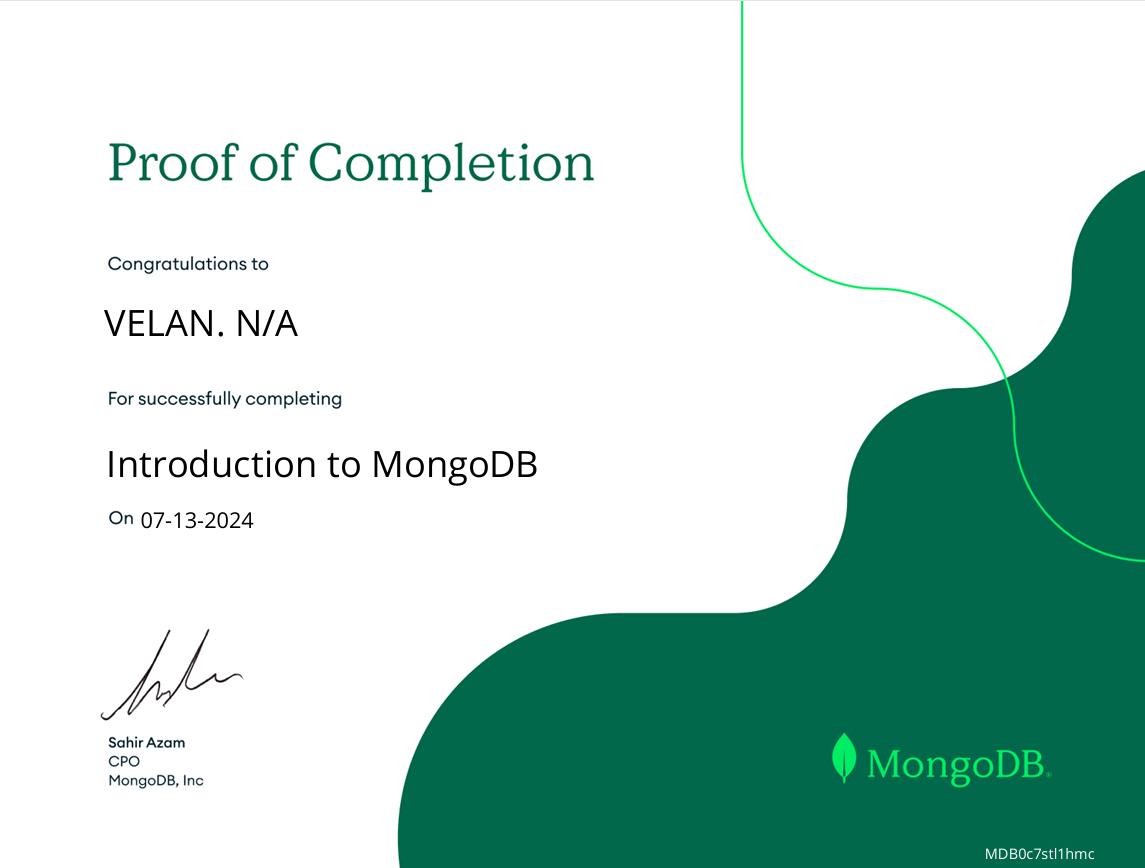 Proof of Completion
Congratulations to
VELAN. N/A
For successfully completing
Introduction to MongoDB
On 07-13-2024
Sahir Azam
CPO
MongoDB, Inc
MongoDB®
MDB0c7stl1hmc